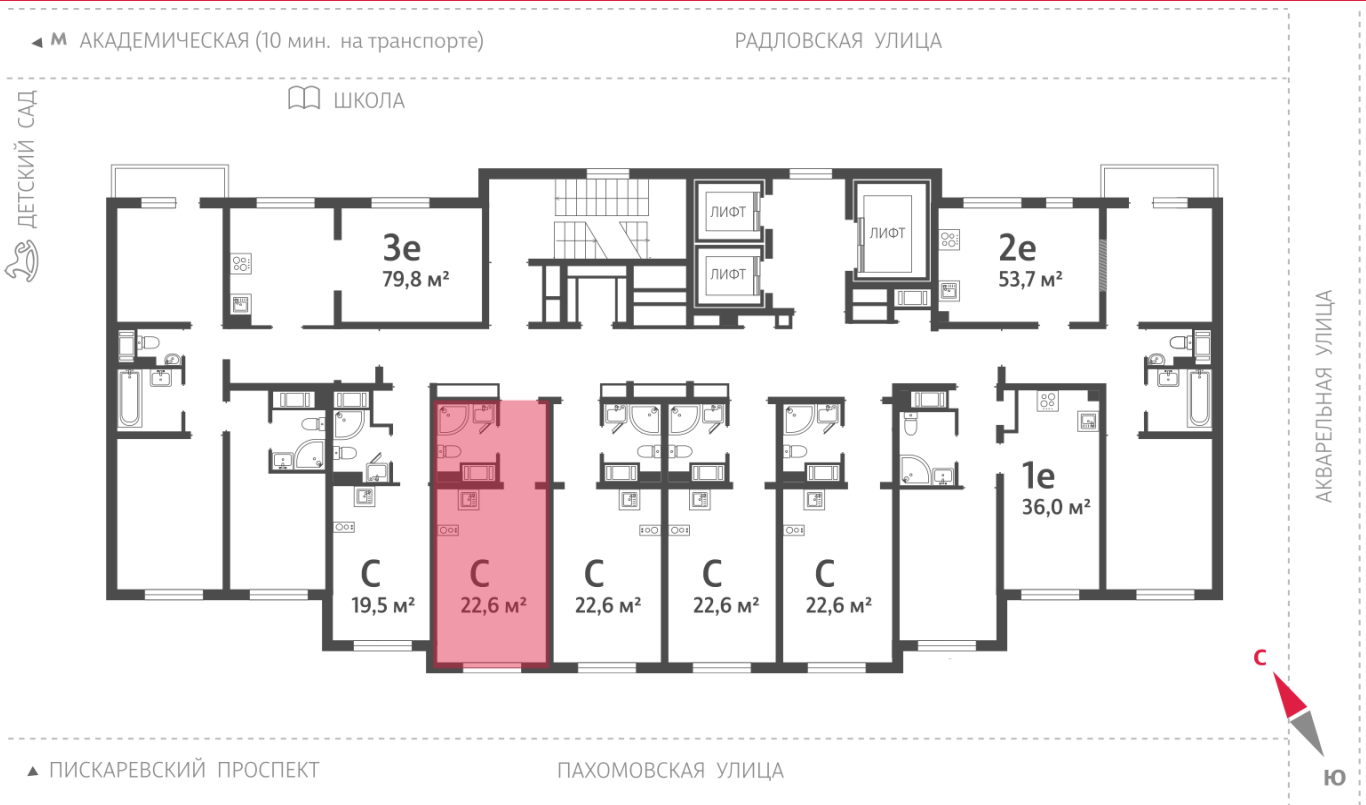 М АКАДЕМИЧЕСКАЯ (10 мин. на транспорте)
РАДЛОВСКАЯ УЛИЦА
ШКОЛА
ДЕТСКИЙ САД
ЛИФТ
ЛИФТ
ЛИФТ
3е
79,8 м²
2е
53,7 м²
АКВАРЕЛЬНАЯ УЛИЦА
1е
36,0 м²
С
19,5 м²
С
22,6 м²
С
22,6 м²
С
22,6 м²
С
22,6 м²
С
Ю
ПИСКАРЕВСКИЙ ПРОСПЕКТ
ПАХОМОВСКАЯ УЛИЦА